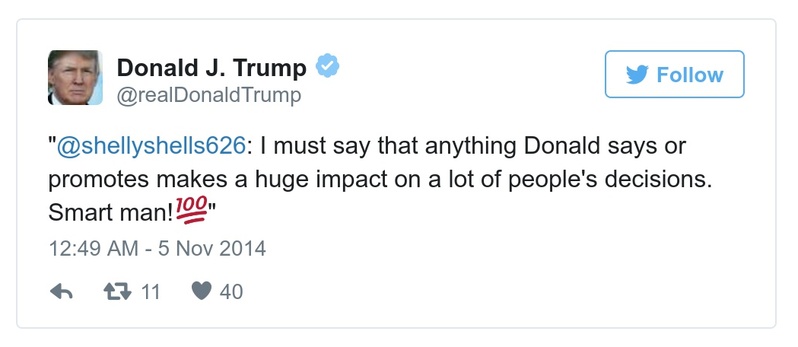 Donald J. Trump
Follow
@realDonaldTrump
"@shellyshells626: I must say that anything Donald says or
promotes makes a huge impact on a lot of people's decisions.
Smart man!💯"
12:49 AM - 5 Nov 2014
11 40